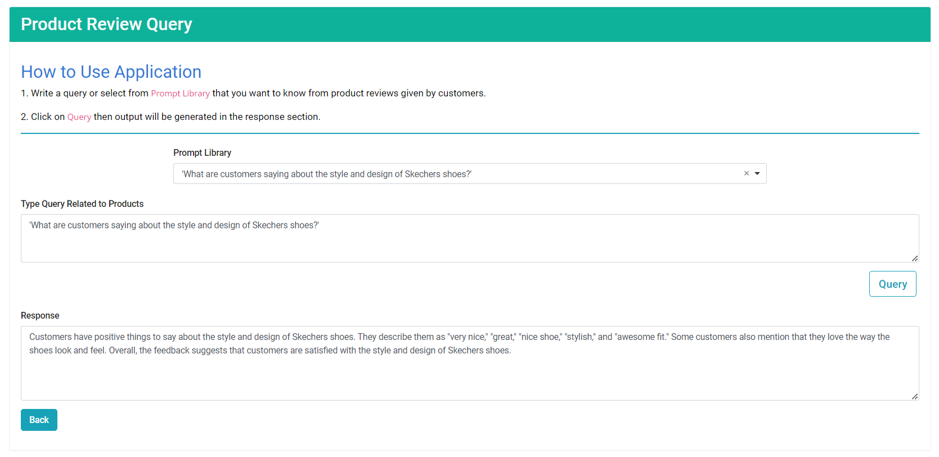 Product Review Query
How to Use Application
1. Write a query or select from Prompt Library that you want to know from product reviews given by customers.
2. Click on Query then output will be generated in the response section.
Prompt Library
'What are customers saying about the style and design of Skechers shoes?'
Type Query Related to Products
'What are customers saying about the style and design of Skechers shoes?'
Query
Response
Customers have positive things to say about the style and design of Skechers shoes. They describe them as "very nice," "great," "nice shoe," "stylish," and "awesome fit." Some customers also mention that they love the way the
shoes look and feel. Overall, the feedback suggests that customers are satisfied with the style and design of Skechers shoes.
Back